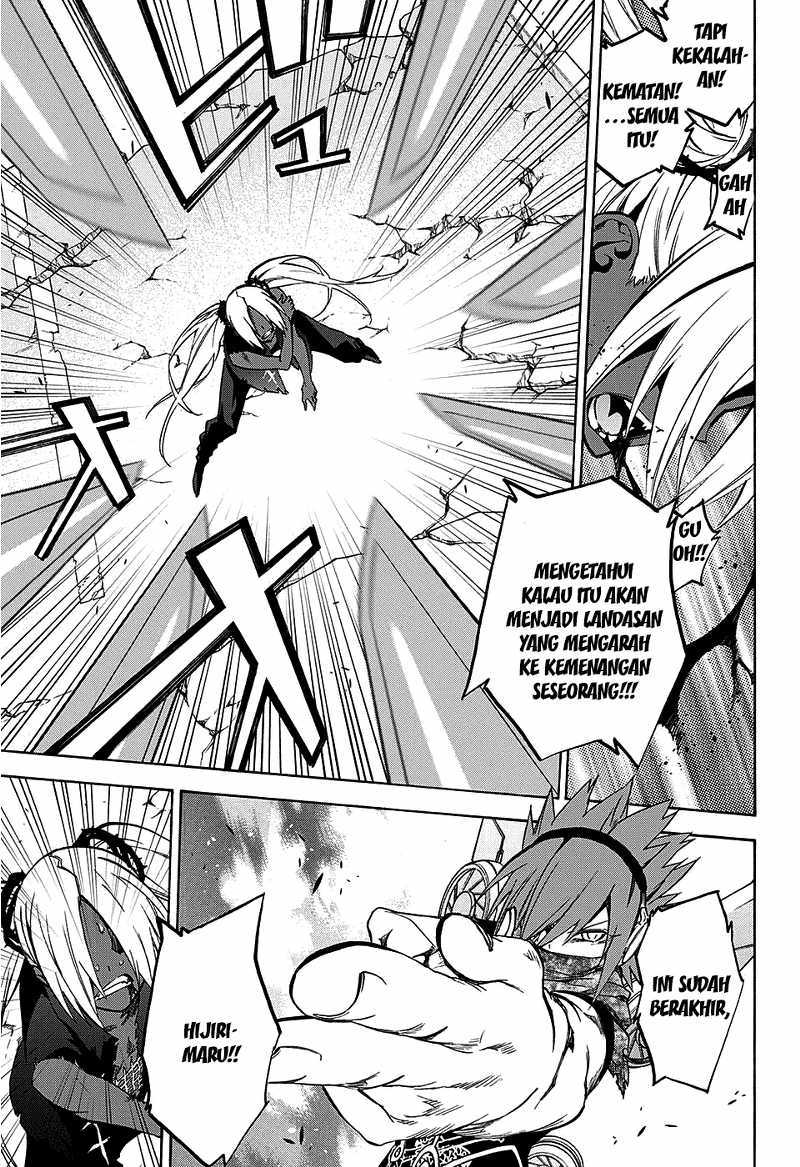 TAPI
KEKALAH-
AN!
KEMATAN!
...SEMUA
ITU!
GAH
AH
GU
OH!!
MENGETAHUI
KALAU ITU AKAN
MENJADI LANDASAN
YANG MENGARAH
KE KEMENANGAN
SESEORANG!!!
INI SUDAH
BERAKHIR,
HIJIRI-
MARU!!